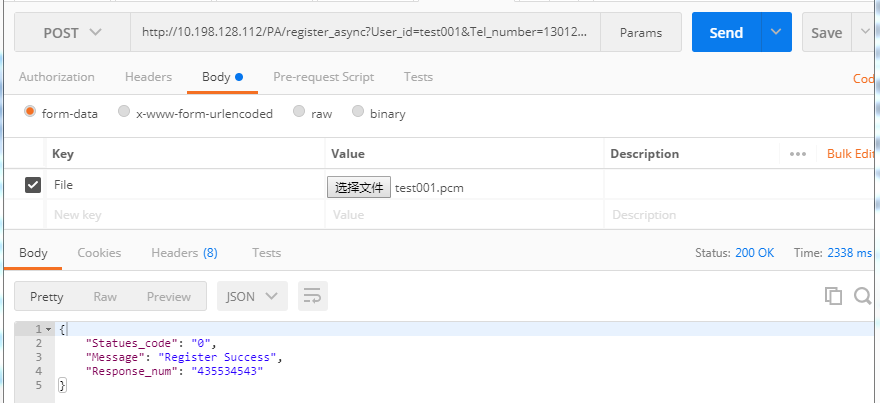 POST http://10.198.128.112/PA/register_async?User_id=test001&Tel_number=13012... Params Send Save
Authorization Headers Body Pre-request Script Tests Cod
form-data x-www-form-urlencoded raw binary
Key Value Description Bulk Edit
File 选择文件 test001.pcm
New key Value Description
Body Cookies Headers (8) Tests Status: 200 OK Time: 2338 ms
Pretty Raw Preview JSON
1 {
2 "Statues_code": "0",
3 "Message": "Register Success",
4 "Response_num": "435534543"
5 }